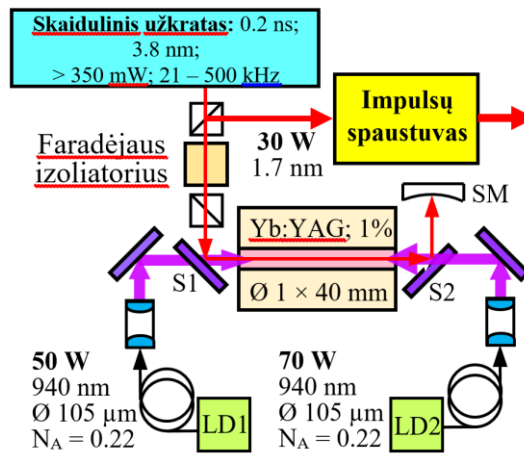 Skaidulinis užkratas: 0.2 ns;
3.8 nm;
> 350 mW; 21 – 500 kHz
Impulsų
spaustuvas
30 W
1.7 nm
Faradėjaus
izoliatorius
SM
Yb:YAG; 1%
S1
Ø 1 × 40 mm
S2
50 W
940 nm
Ø 105 µm
N_A = 0.22
LD1
70 W
940 nm
Ø 105 µm
N_A = 0.22
LD2